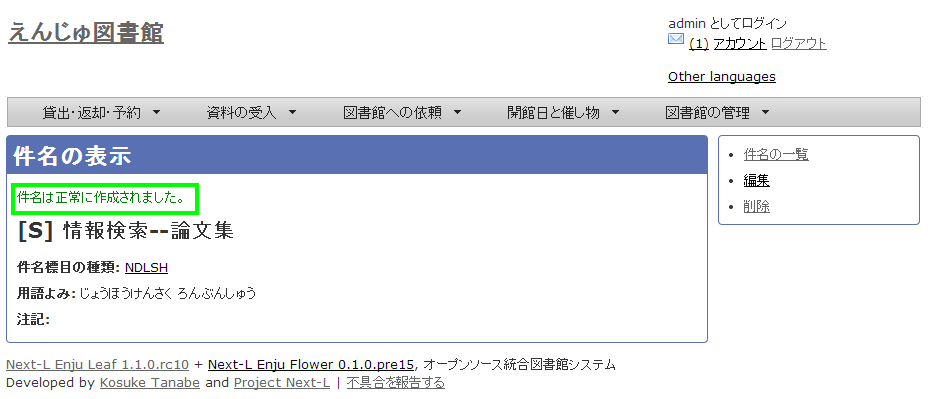 えんじゅ図書館
admin としてログイン
(1) アカウント ログアウト
Other languages
貸出・返却・予約 資料の受入 図書館への依頼 開館日と催し物 図書館の管理
件名の表示
件名は正常に作成されました。
[S] 情報検索--論文集
件名標目の種類: NDLSH
用語よみ: じょうほうけんさく ろんぶんしゅう
注記:
件名の一覧
編集
削除
Next-L Enju Leaf 1.1.0.rc10 + Next-L Enju Flower 0.1.0.pre15, オープンソース統合図書館システム
Developed by Kosuke Tanabe and Project Next-L | 不具合を報告する